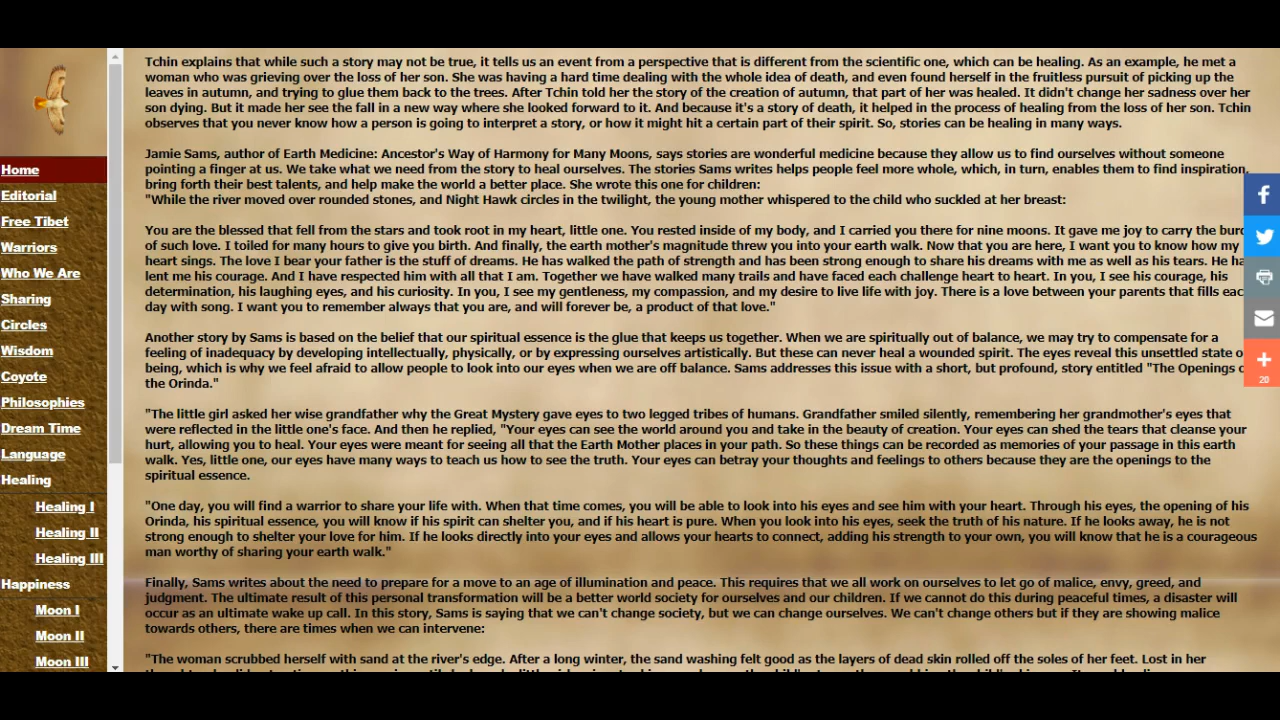 Home
Editorial
Free Tibet
Warriors
Who We Are
Sharing
Circles
Wisdom
Coyote
Philosophies
Dream Time
Language
Healing
Healing I
Healing II
Healing III
Happiness
Moon I
Moon II
Moon III
Tchin explains that while such a story may not be true, it tells us an event from a perspective that is different from the scientific one, which can be healing. As an example, he met a
woman who was grieving over the loss of her son. She was having a hard time dealing with the whole idea of death, and even found herself in the fruitless pursuit of picking up the
leaves in autumn, and trying to glue them back to the trees. After Tchin told her the story of the creation of autumn, that part of her was healed. It didn't change her sadness over her
son dying. But it made her see the fall in a new way where she looked forward to it. And because it's a story of death, it helped in the process of healing from the loss of her son. Tchin
observes that you never know how a person is going to interpret a story, or how it might hit a certain part of their spirit. So, stories can be healing in many ways.
Jamie Sams, author of Earth Medicine: Ancestor's Way of Harmony for Many Moons, says stories are wonderful medicine because they allow us to find ourselves without someone
pointing a finger at us. We take what we need from the story to heal ourselves. The stories Sams writes helps people feel more whole, which, in turn, enables them to find inspiration,
bring forth their best talents, and help make the world a better place. She wrote this one for children:
"While the river moved over rounded stones, and Night Hawk circles in the twilight, the young mother whispered to the child who suckled at her breast:
You are the blessed that fell from the stars and took root in my heart, little one. You rested inside of my body, and I carried you there for nine moons. It gave me joy to carry the
of such love. I toiled for many hours to give you birth. And finally, the earth mother's magnitude threw you into your earth walk. Now that you are here, I want you to know how my
heart sings. The love I bear your father is the stuff of dreams. He has walked the path of strength and has been strong enough to share his dreams with me as well as his tears. He
lent me his courage. And I have respected him with all that I am. Together we have walked many trails and have faced each challenge heart to heart. In you, I see his courage, his
determination, his laughing eyes, and his curiosity. In you, I see my gentleness, my compassion, and my desire to live life with joy. There is a love between your parents that fills
day with song. I want you to remember always that you are, and will forever be, a product of that love."
Another story by Sams is based on the belief that our spiritual essence is the glue that keeps us together. When we are spiritually out of balance, we may try to compensate for a
feeling of inadequacy by developing intellectually, physically, or by expressing ourselves artistically. But these can never heal a wounded spirit. The eyes reveal this unsettled state
being, which is why we feel afraid to allow people to look into our eyes when we are off balance. Sams addresses this issue with a short, but profound, story entitled "The Openings
the Orinda."
"The little girl asked her wise grandfather why the Great Mystery gave eyes to two legged tribes of humans. Grandfather smiled silently, remembering her grandmother's eyes that
were reflected in the little one's face. And then he replied, "Your eyes can see the world around you and take in the beauty of creation. Your eyes can shed the tears that cleanse your
hurt, allowing you to heal. Your eyes were meant for seeing all that the Earth Mother places in your path. So these things can be recorded as memories of your passage in this earth
walk. Yes, little one, our eyes have many ways to teach us how to see the truth. Your eyes can betray your thoughts and feelings to others because they are the openings to the
spiritual essence.
"One day, you will find a warrior to share your life with. When that time comes, you will be able to look into his eyes and see him with your heart. Through his eyes, the opening of his
Orinda, his spiritual essence, you will know if his spirit can shelter you, and if his heart is pure. When you look into his eyes, seek the truth of his nature. If he looks away, he is not
strong enough to shelter your love for him. If he looks directly into your eyes and allows your hearts to connect, adding his strength to your own, you will know that he is a courageous
man worthy of sharing your earth walk."
Finally, Sams writes about the need to prepare for a move to an age of illumination and peace. This requires that we all work on ourselves to let go of malice, envy, greed, and
judgment. The ultimate result of this personal transformation will be a better world society for ourselves and our children. If we cannot do this during peaceful times, a disaster will
occur as an ultimate wake up call. In this story, Sams is saying that we can't change society, but we can change ourselves. We can't change others but if they are showing malice
towards others, there are times when we can intervene:
"The woman scrubbed herself with sand at the river's edge. After a long winter, the sand washing felt good as the layers of dead skin rolled off the soles of her feet. Lost in her
20